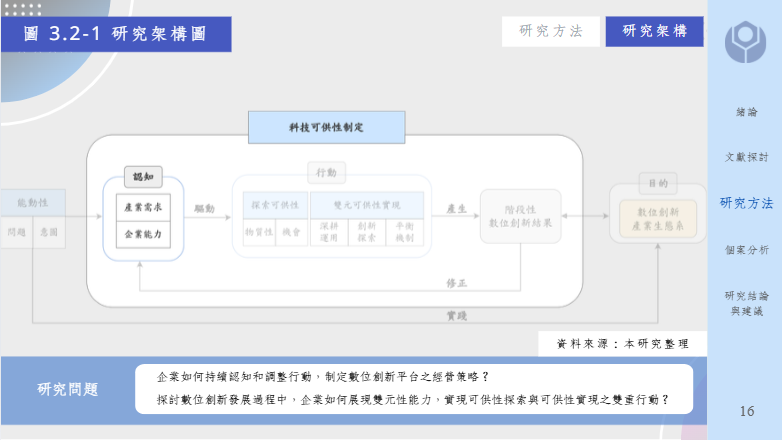 圖 3.2-1 研究架構圖
研究方法
研究架構
科技可供性制定
認知
行動
目的
能動性
問題
意圖
產業需求
企業能力
驅動
探索可供性
雙元可供性實現
物質性
機會
深耕
運用
創新
探索
平衡
機制
產生
階段性
數位創新結果
數位創新
產業生態系
修正
實踐
資料來源：本研究整理
研究問題
企業如何持續認知和調整行動，制定數位創新平台之經營策略？
探討數位創新發展過程中，企業如何展現雙元性能力，實現可供性探索與可供性實現之雙重行動？
緒論
文獻探討
研究方法
個案分析
研究結論
與建議
16